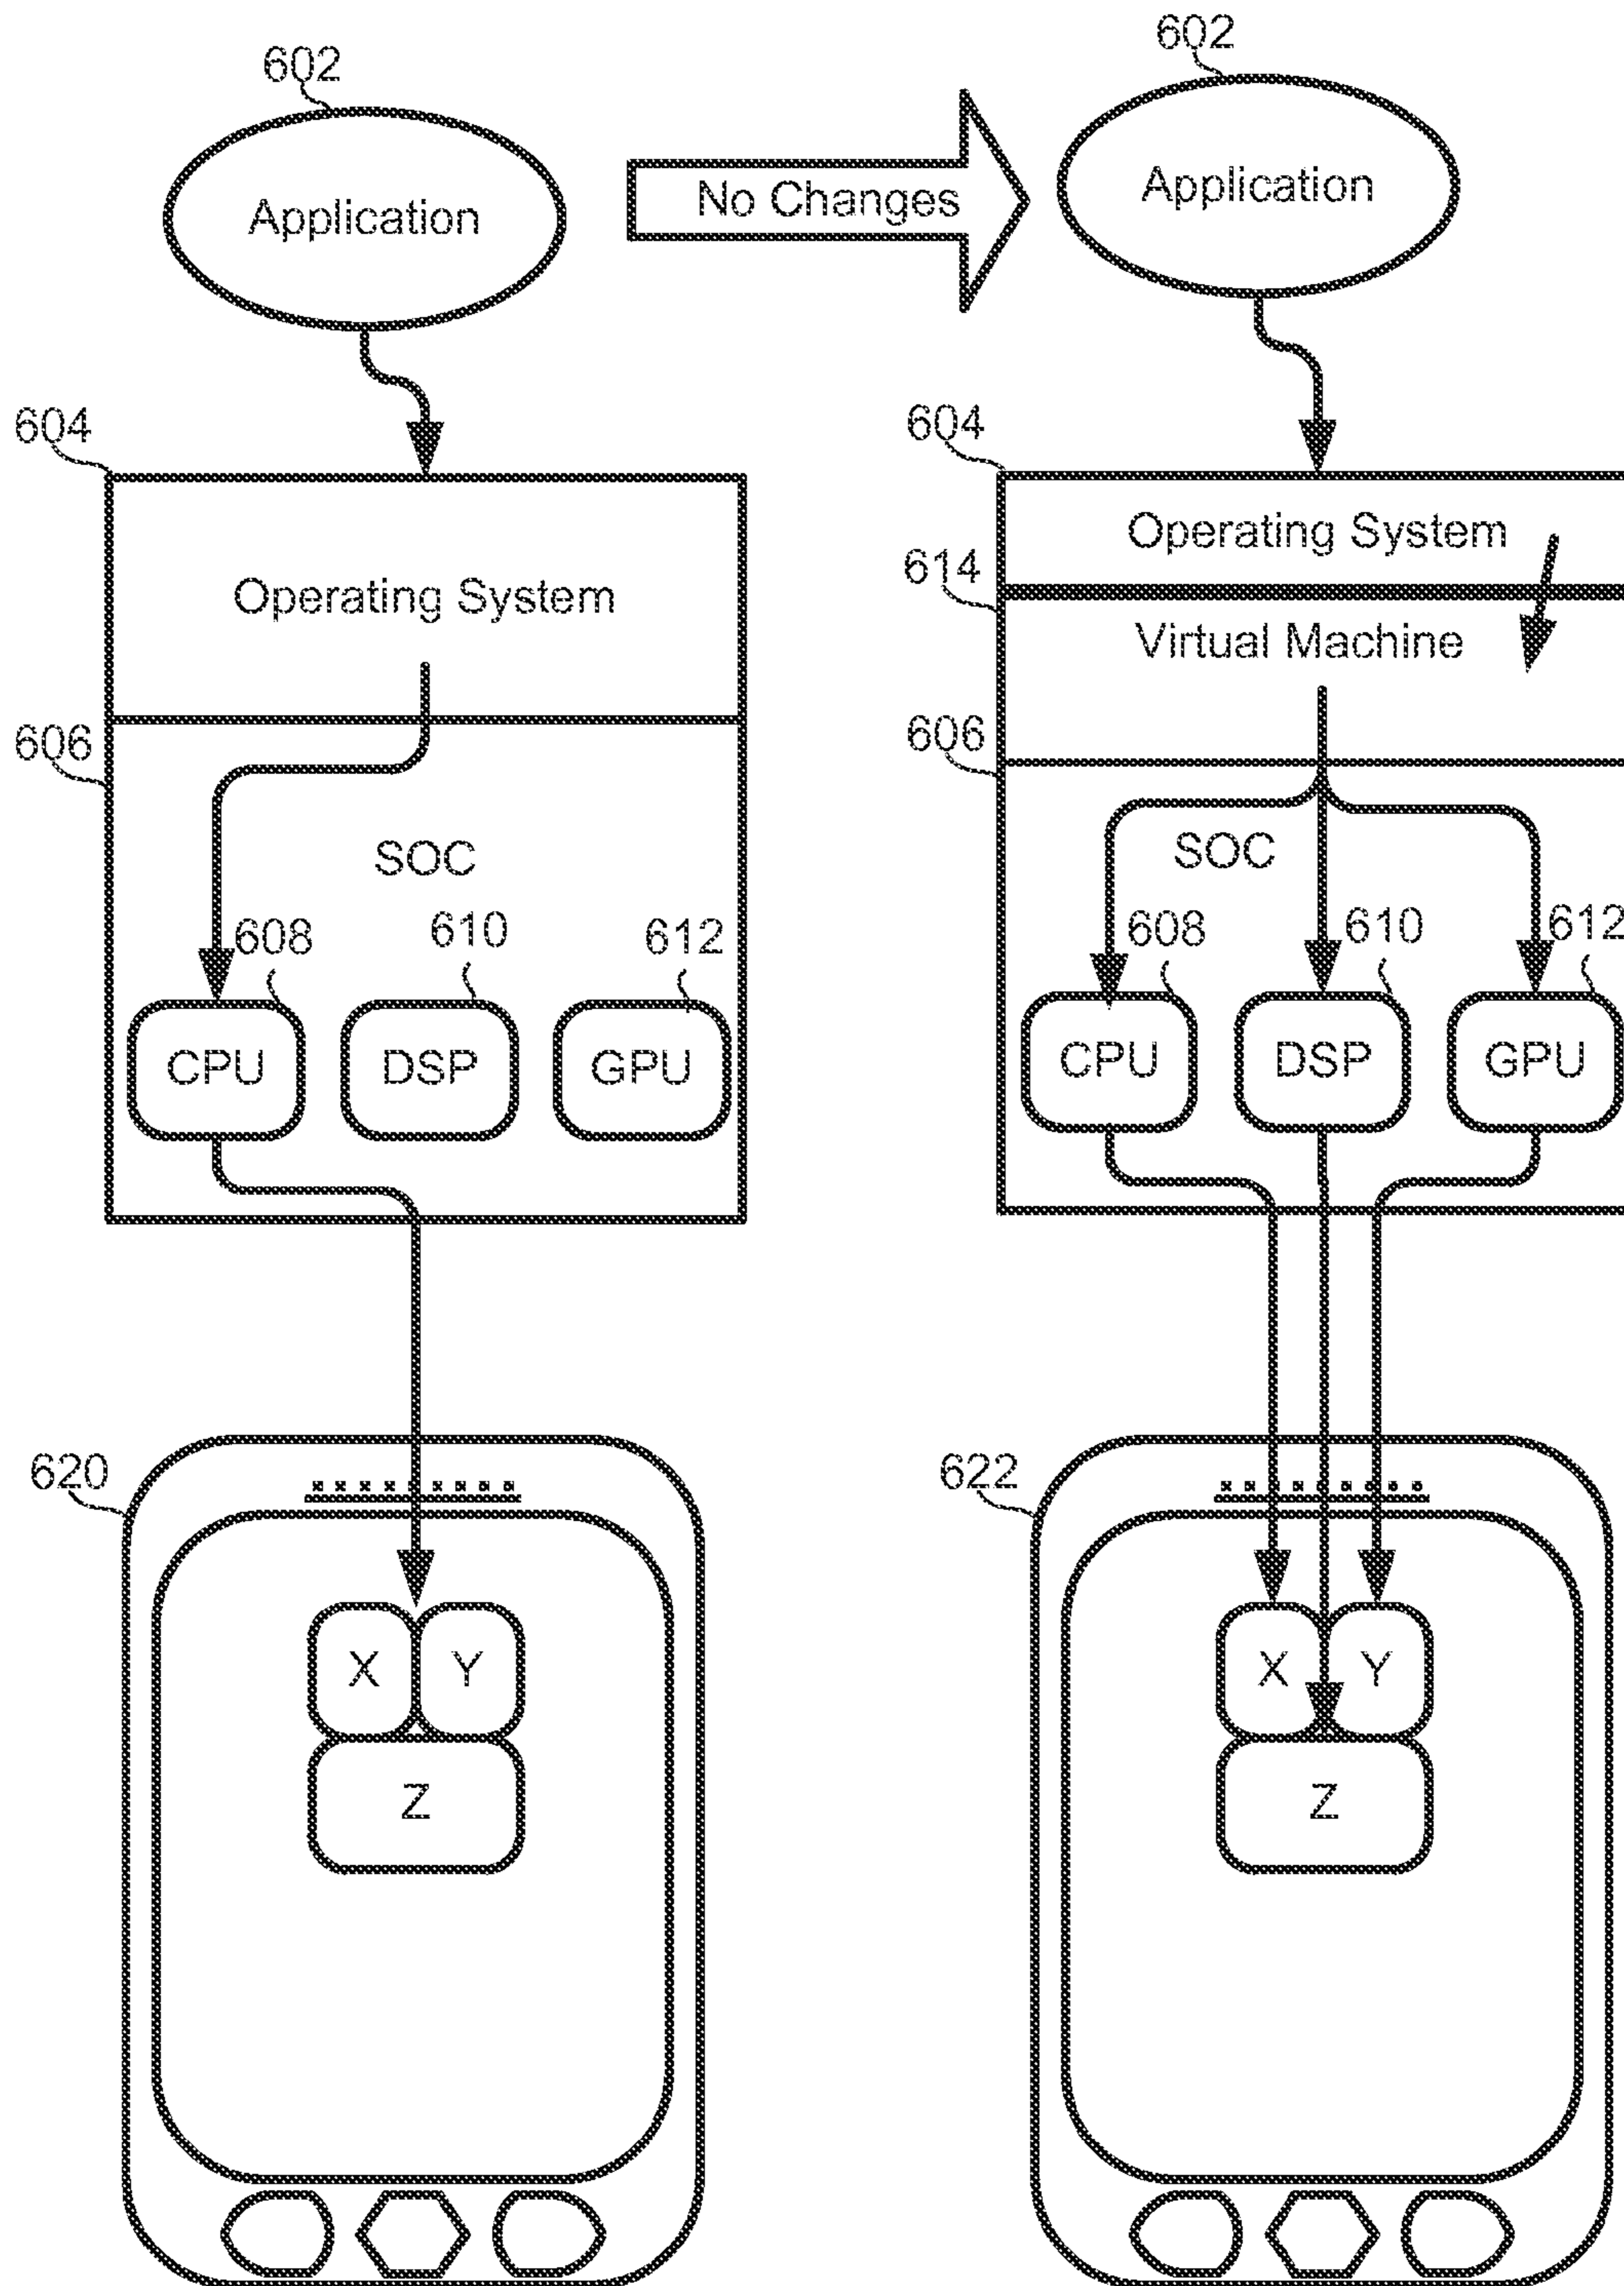 602
Application
No Changes
602
Application
604
Operating System
606
SOC
608
610
612
CPU
DSP
GPU
604
Operating System
614
Virtual Machine
606
SOC
608
610
612
CPU
DSP
GPU
620
X
Y
Z
622
X
Y
Z